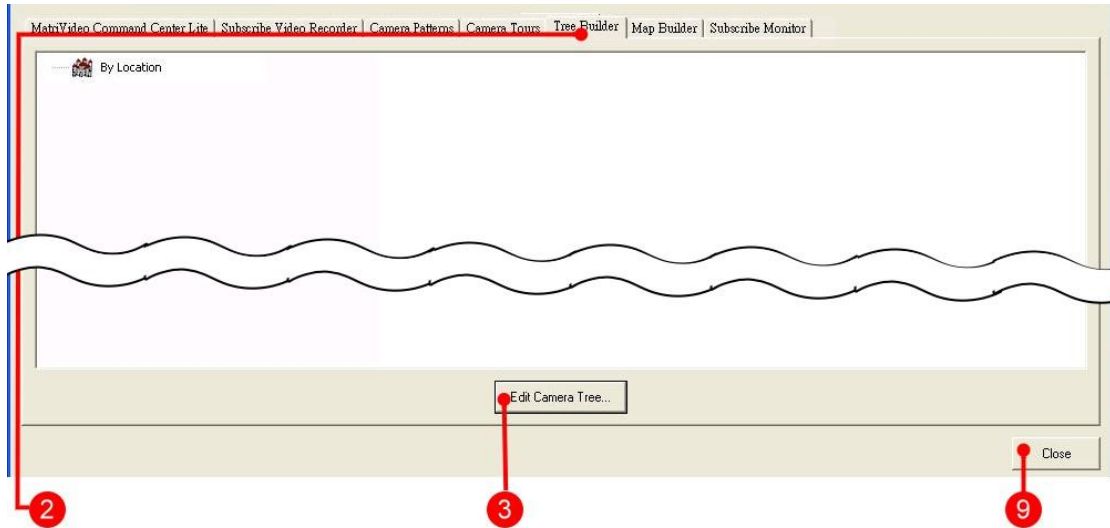 MatriVideo Command Center Lite Subscribe Video Recorder Camera Patterns Camera Tours Tree Builder Map Builder Subscribe Monitor
By Location
Edit Camera Tree...
Close
2 3 9